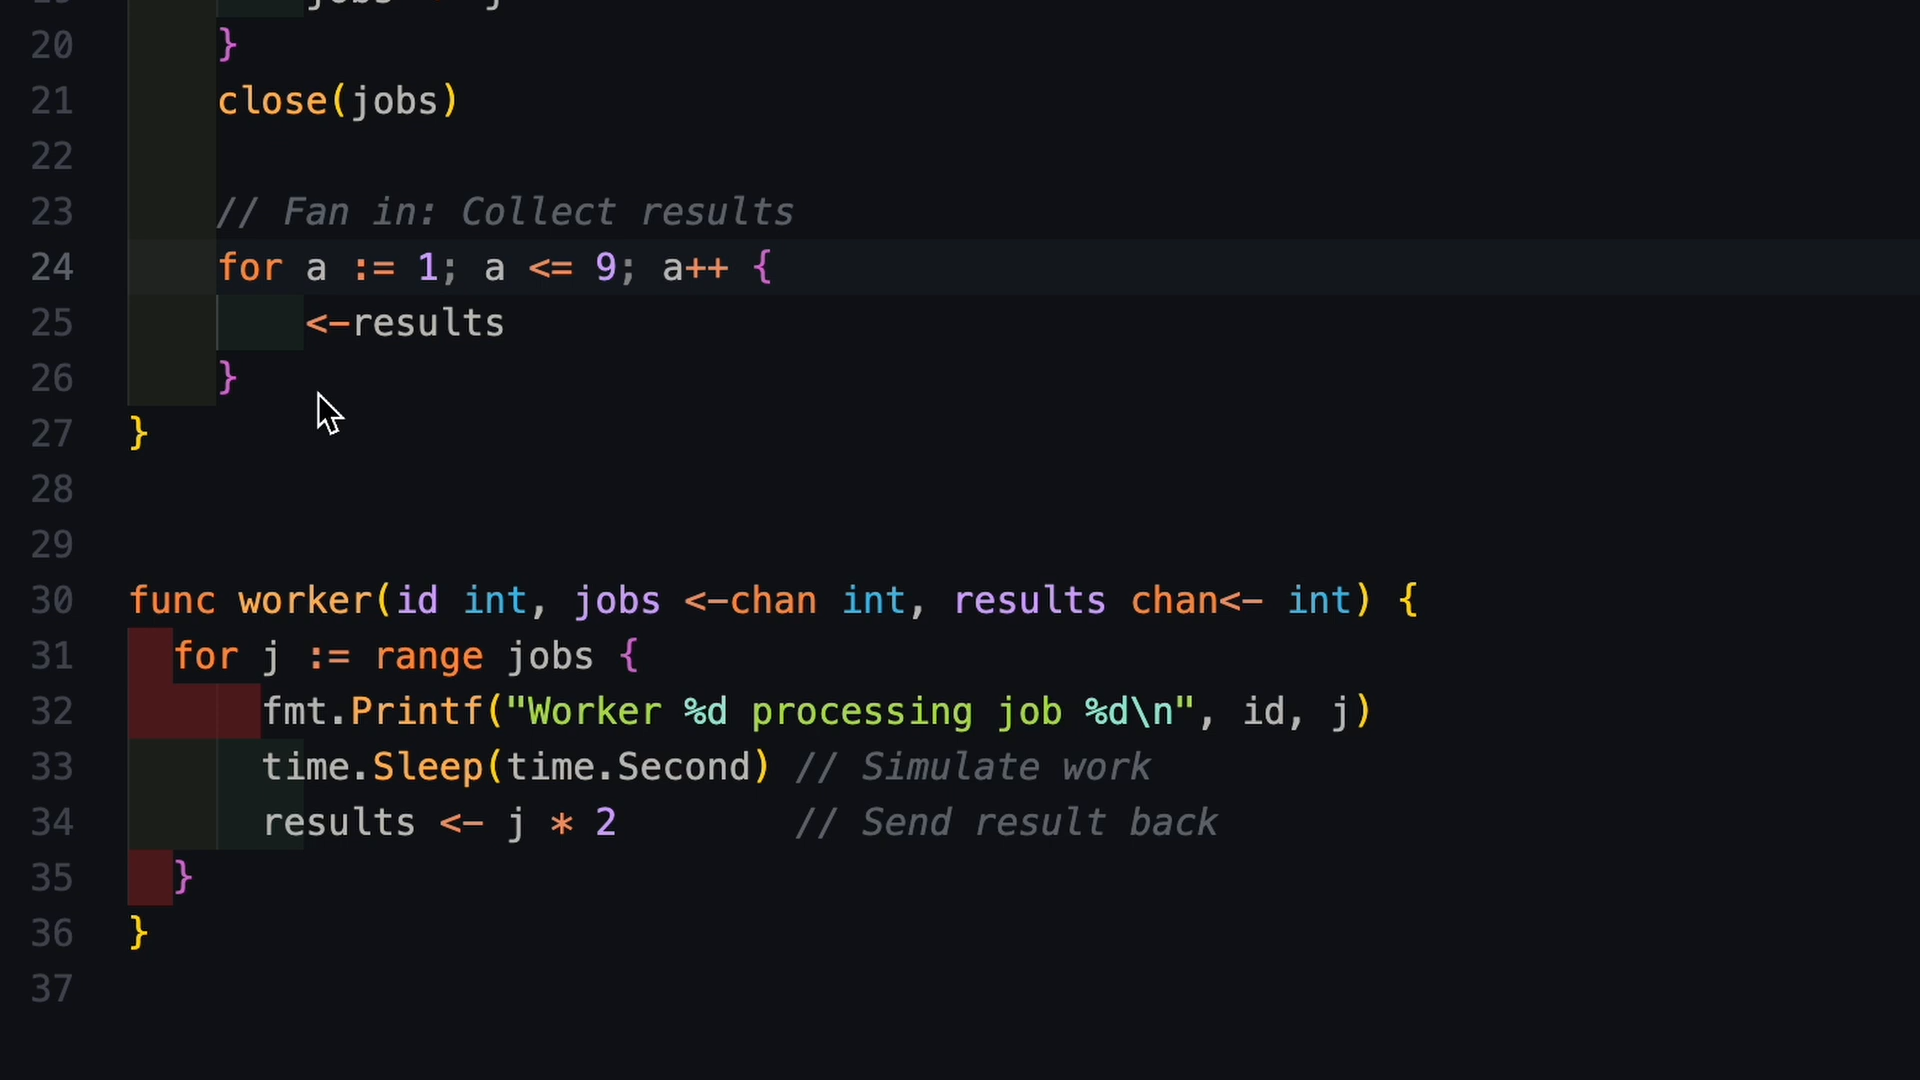 20 }
21 close(jobs)
22
23 // Fan in: Collect results
24 for a := 1; a <= 9; a++ {
25 <-results
26 }
27 }
28
29
30 func worker(id int, jobs <-chan int, results chan<- int) {
31 for j := range jobs {
32 fmt.Printf("Worker %d processing job %d\n", id, j)
33 time.Sleep(time.Second) // Simulate work
34 results <- j * 2 // Send result back
35 }
36 }
37